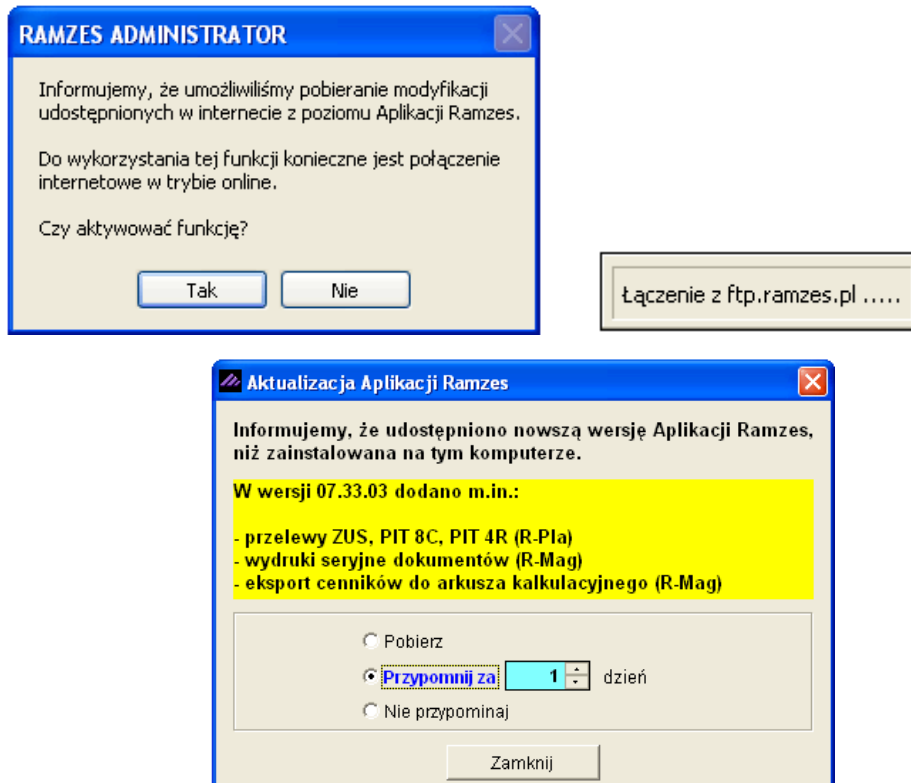 RAMZES ADMINISTRATOR
Informujemy, że umożliwiliśmy pobieranie modyfikacji
udostępnionych w internecie z poziomu Aplikacji Ramzes.
Do wykorzystania tej funkcji konieczne jest połączenie
internetowe w trybie online.
Czy aktywować funkcję?
Tak
Nie
Łączenie z ftp.ramzes.pl .....
Aktualizacja Aplikacji Ramzes
Informujemy, że udostępniono nowszą wersję Aplikacji Ramzes,
niż zainstalowana na tym komputerze.
W wersji 07.33.03 dodano m.in.:
- przelewy ZUS, PIT 8C, PIT 4R (R-Pla)
- wydruki seryjne dokumentów (R-Mag)
- eksport cenników do arkusza kalkulacyjnego (R-Mag)
Pobierz
Przypomnij za 1 dzień
Nie przypominaj
Zamknij